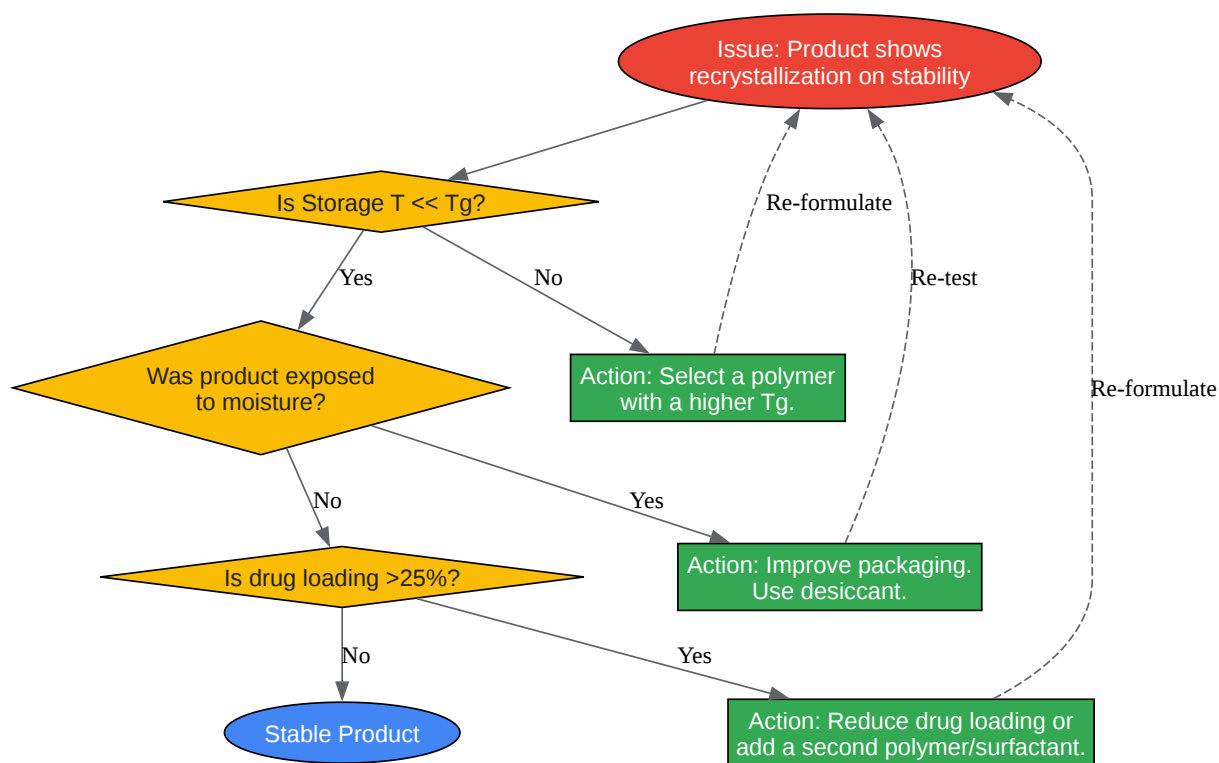 Issue: Product shows
recrystallization on stability
Is Storage T << Tg?
Re-formulate
Yes
No
Re-test
Was product exposed
to moisture?
Action: Select a polymer
with a higher Tg.
Re-formulate
No
Yes
Is drug loading >25%?
Action: Improve packaging.
Use desiccant.
No
Yes
Stable Product
Action: Reduce drug loading or
add a second polymer/surfactant.